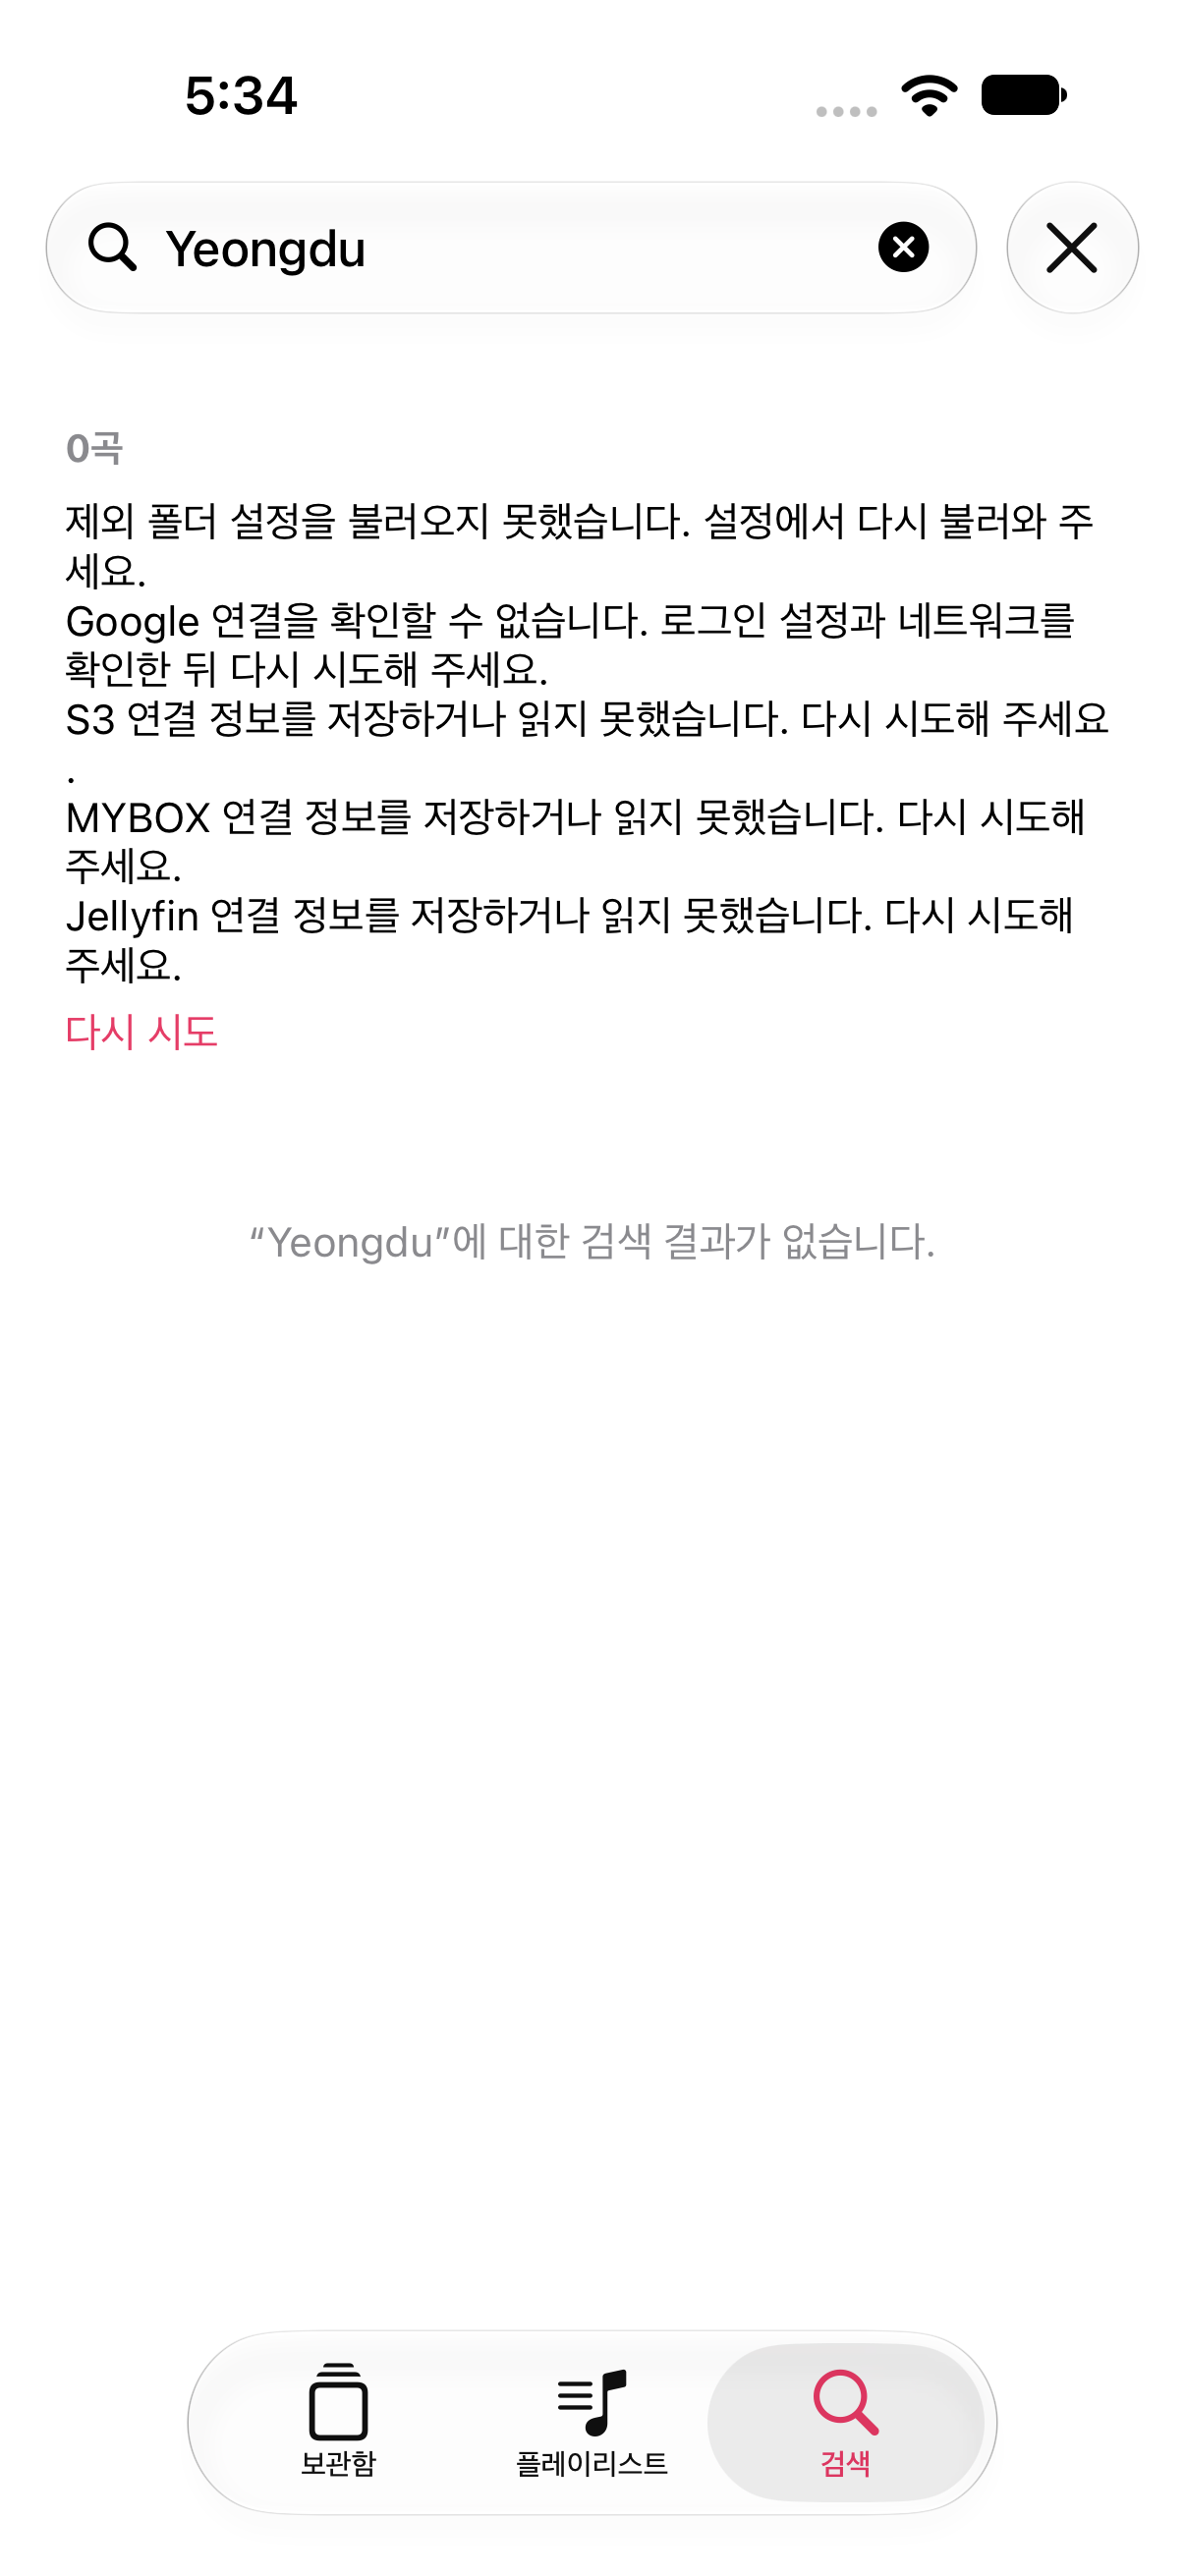 5:34
Yeongdu
0곡
제외 폴더 설정을 불러오지 못했습니다. 설정에서 다시 불러와 주
세요.
Google 연결을 확인할 수 없습니다. 로그인 설정과 네트워크를
확인한 뒤 다시 시도해 주세요.
S3 연결 정보를 저장하거나 읽지 못했습니다. 다시 시도해 주세요
.
MYBOX 연결 정보를 저장하거나 읽지 못했습니다. 다시 시도해
주세요.
Jellyfin 연결 정보를 저장하거나 읽지 못했습니다. 다시 시도해
주세요.
다시 시도
“Yeongdu”에 대한 검색 결과가 없습니다.
보관함
플레이리스트
검색